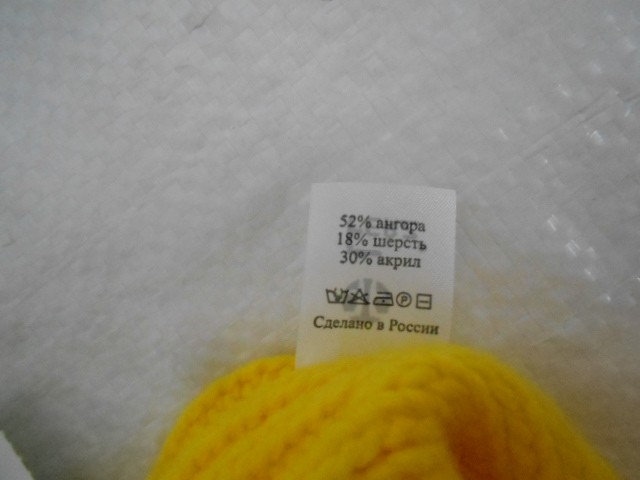 52% ангора
18% шерсть
30% акрил
P
Сделано в России